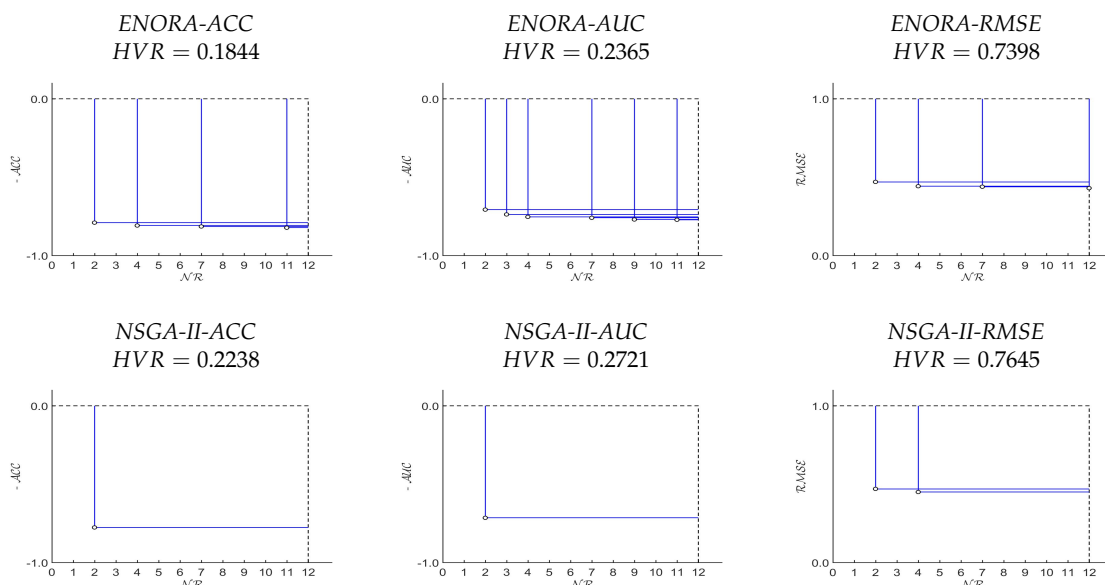 ENORA-ACC
HVR = 0.1844
0.0
- ACC
-1.0
0 1 2 3 4 5 6 7 8 9 10 11 12
NR
ENORA-AUC
HVR = 0.2365
0.0
- AUC
-1.0
0 1 2 3 4 5 6 7 8 9 10 11 12
NR
ENORA-RMSE
HVR = 0.7398
1.0
RMSE
0.0
0 1 2 3 4 5 6 7 8 9 10 11 12
NR
NSGA-II-ACC
HVR = 0.2238
0.0
- ACC
-1.0
0 1 2 3 4 5 6 7 8 9 10 11 12
NR
NSGA-II-AUC
HVR = 0.2721
0.0
- AUC
-1.0
0 1 2 3 4 5 6 7 8 9 10 11 12
NR
NSGA-II-RMSE
HVR = 0.7645
1.0
RMSE
0.0
0 1 2 3 4 5 6 7 8 9 10 11 12
NR